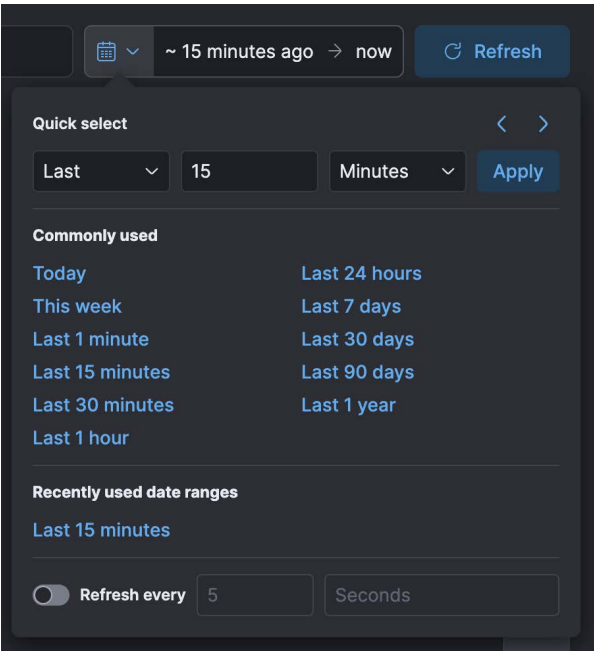 ~ 15 minutes ago → now Refresh
Quick select
Last 15 Minutes Apply
Commonly used
Today Last 24 hours
This week Last 7 days
Last 1 minute Last 30 days
Last 15 minutes Last 90 days
Last 30 minutes Last 1 year
Last 1 hour
Recently used date ranges
Last 15 minutes
Refresh every 5 Seconds